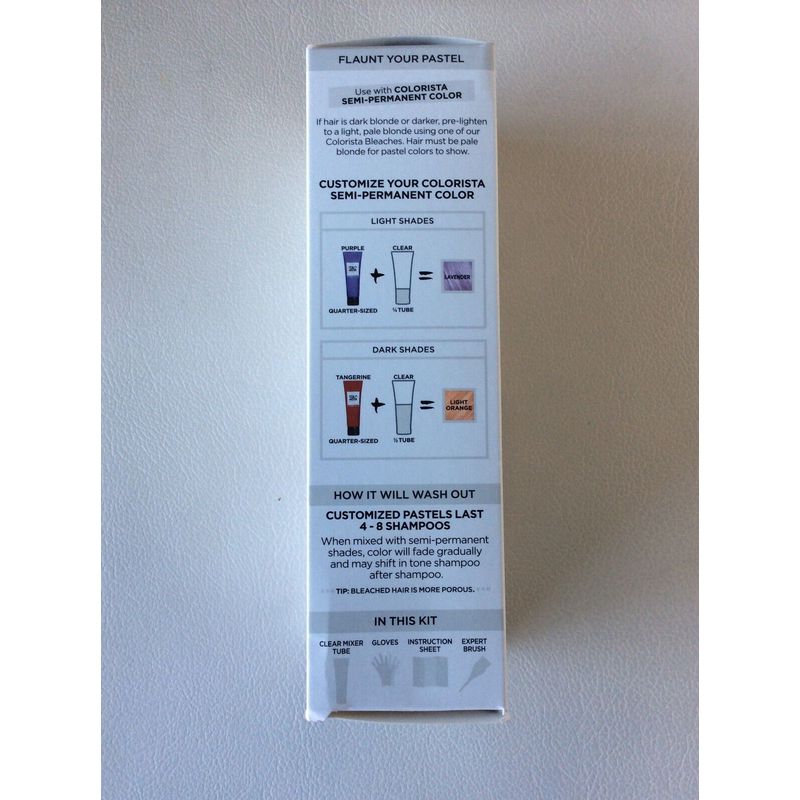 FLAUNT YOUR PASTEL
Use with COLORISTA
SEMI-PERMANENT COLOR
If hair is dark blonde or darker, pre-lighten
to a light, pale blonde using one of our
Colorista Bleaches. Hair must be pale
blonde for pastel colors to show.
CUSTOMIZE YOUR COLORISTA
SEMI-PERMANENT COLOR
LIGHT SHADES
PURPLE
CLEAR
+
=
LAVENDER
QUARTER-SIZED
¼ TUBE
DARK SHADES
TANGERINE
CLEAR
+
=
LIGHT
ORANGE
QUARTER-SIZED
½ TUBE
HOW IT WILL WASH OUT
CUSTOMIZED PASTELS LAST
4 - 8 SHAMPOOS
When mixed with semi-permanent
shades, color will fade gradually
and may shift in tone shampoo
after shampoo.
TIP: BLEACHED HAIR IS MORE POROUS.
IN THIS KIT
CLEAR MIXER
TUBE
GLOVES
INSTRUCTION
SHEET
EXPERT
BRUSH